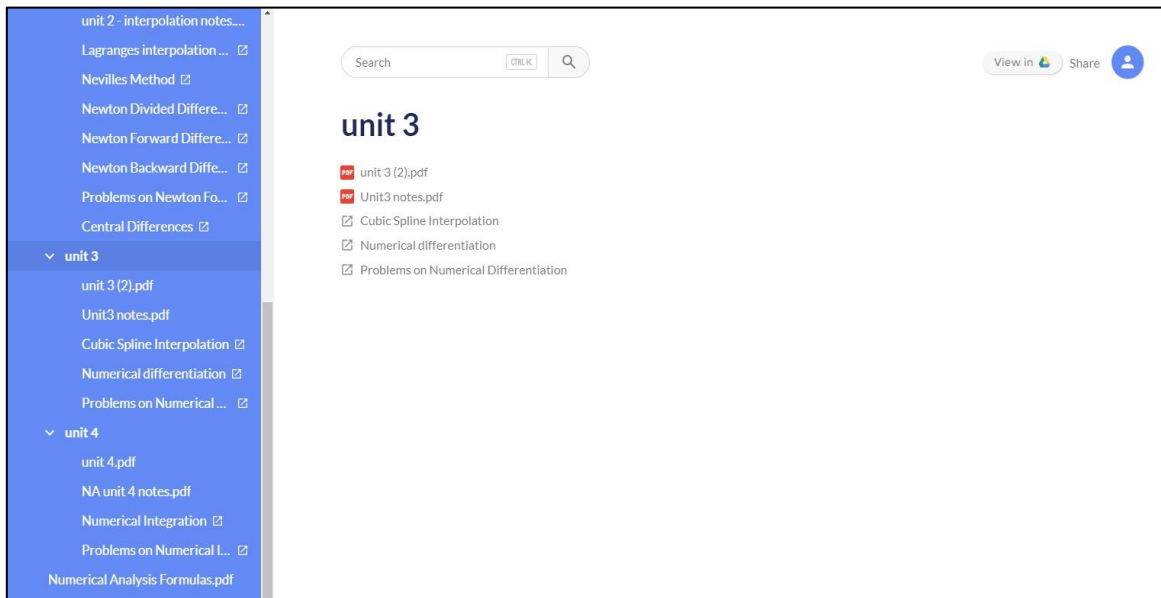 unit 2 - interpolation notes....
Lagranges interpolation ...
Nevilles Method
Newton Divided Differe...
Newton Forward Differe...
Newton Backward Diffe...
Problems on Newton Fo...
Central Differences
unit 3
unit 3 (2).pdf
Unit3 notes.pdf
Cubic Spline Interpolation
Numerical differentiation
Problems on Numerical ...
unit 4
unit 4.pdf
NA unit 4 notes.pdf
Numerical Integration
Problems on Numerical I...
Numerical Analysis Formulas.pdf
Search CTRL K
View in Share
unit 3
PDF unit 3 (2).pdf
PDF Unit3 notes.pdf
Cubic Spline Interpolation
Numerical differentiation
Problems on Numerical Differentiation